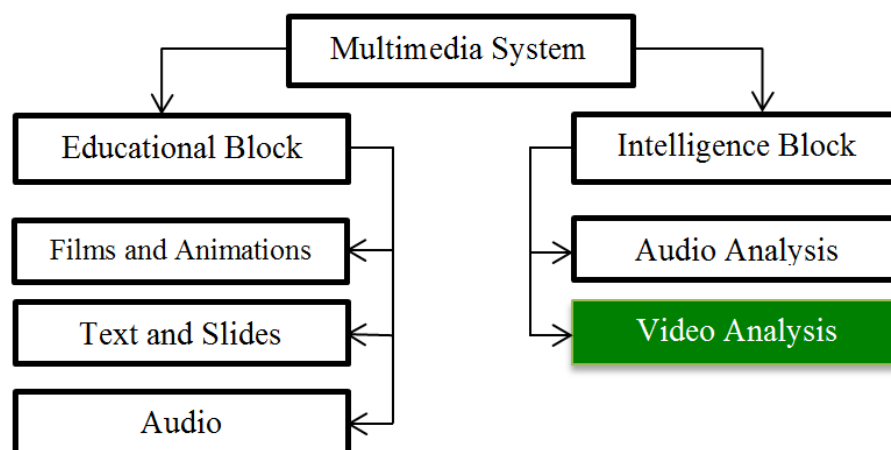 Multimedia System
Educational Block
Intelligence Block
Films and Animations
Audio Analysis
Text and Slides
Video Analysis
Audio